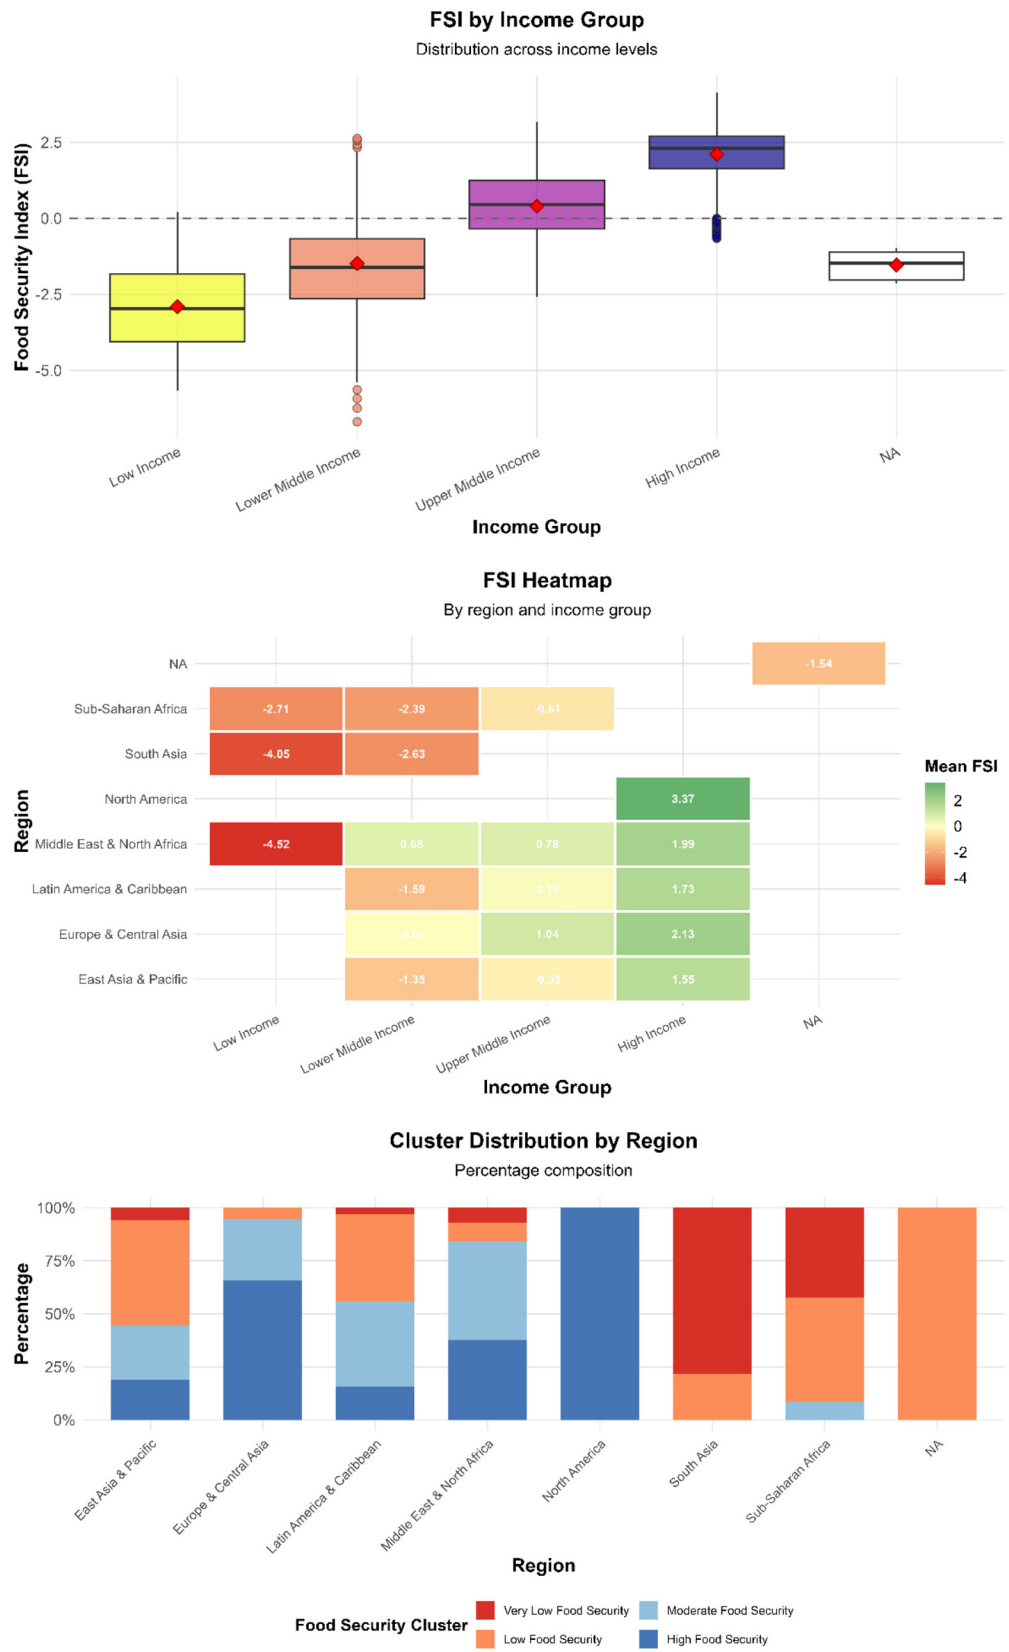 FSI by Income Group
Distribution across income levels
Food Security Index (FSI)
2.5
0.0
-2.5
-5.0
Low Income
Lower Middle Income
Upper Middle Income
High Income
NA
Income Group
FSI Heatmap
By region and income group
Region
NA
-1.54
Sub-Saharan Africa
-2.71
-2.39
-0.61
South Asia
-4.05
-2.63
North America
3.37
Middle East & North Africa
-4.52
0.68
0.78
1.99
Latin America & Caribbean
-1.59
1.73
Europe & Central Asia
1.04
2.13
East Asia & Pacific
-1.35
-0.35
1.55
Low Income
Lower Middle Income
Upper Middle Income
High Income
NA
Income Group
Mean FSI
2
0
-2
-4
Cluster Distribution by Region
Percentage composition
Percentage
100%
75%
50%
25%
0%
East Asia & Pacific
Europe & Central Asia
Latin America & Caribbean
Middle East & North Africa
North America
South Asia
Sub-Saharan Africa
NA
Region
Food Security Cluster
Very Low Food Security
Moderate Food Security
Low Food Security
High Food Security